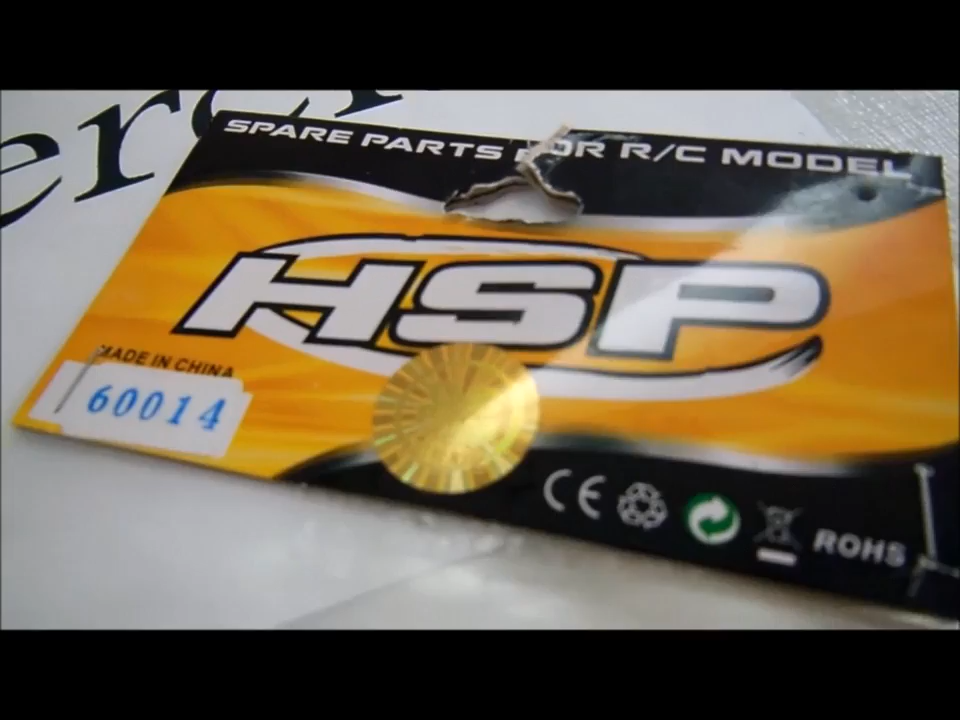 SPARE PARTS FOR R/C MODEL
HSP
MADE IN CHINA
60014
CE
ROHS